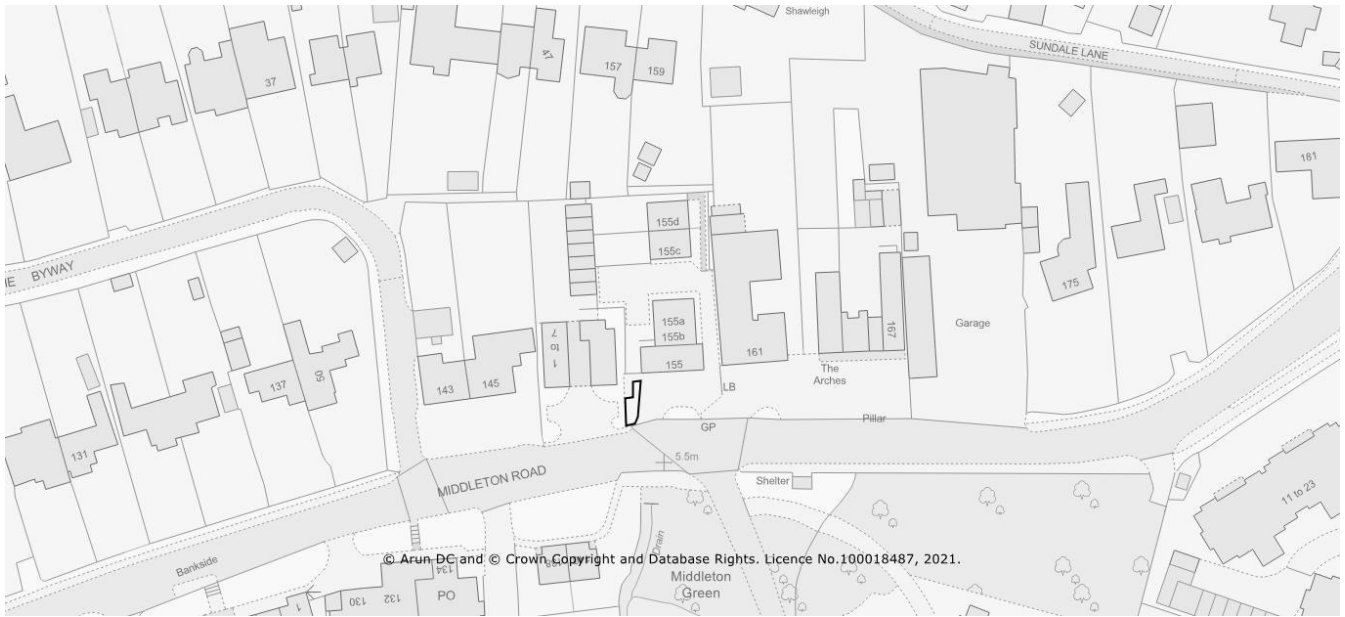 Shawleigh
SUNDALE LANE
47
157
159
37
181
155d
155c
BYWAY
175
155a
155b
155
161
167
Garage
1 to 7
The
Arches
143
145
137
50
LB
GP
Pillar
131
5.5m
MIDDLETON ROAD
Shelter
11 to 23
Bankside
Drain
© Arun DC and © Crown Copyright and Database Rights. Licence No.100018487, 2021.
134
Middleton
Green
PO
132
130
1